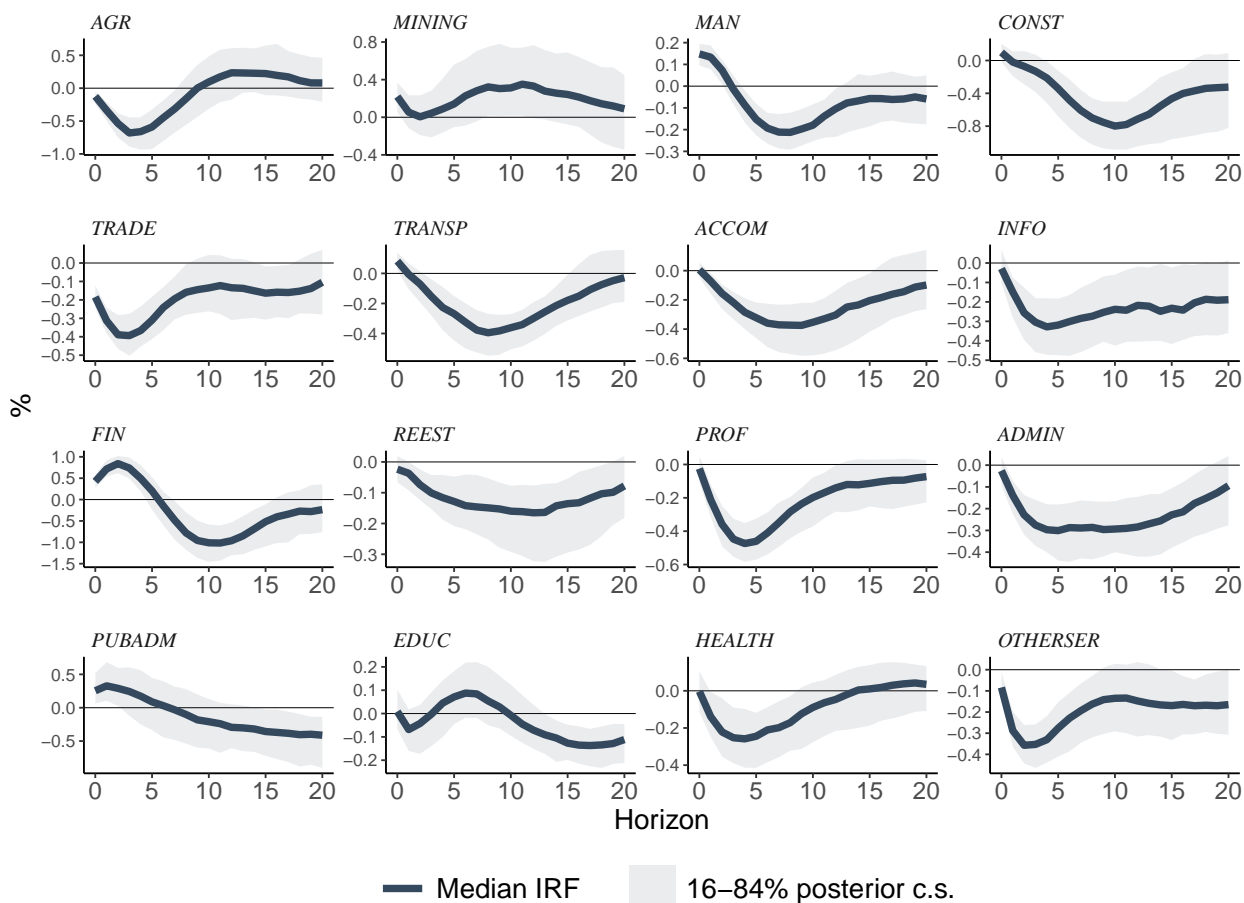 AGR MINING MAN CONST
0.5 0.0 −0.5 −1.0
0.8 0.4 0.0 −0.4
0.2 0.1 0.0 −0.1 −0.2 −0.3
0.0 −0.4 −0.8
0 5 10 15 20 0 5 10 15 20 0 5 10 15 20 0 5 10 15 20
TRADE TRANSP ACCOM INFO
0.0 −0.1 −0.2 −0.3 −0.4 −0.5
0.0 −0.2 −0.4
0.0 −0.2 −0.4 −0.6
0.0 −0.1 −0.2 −0.3 −0.4 −0.5
0 5 10 15 20 0 5 10 15 20 0 5 10 15 20 0 5 10 15 20
%
FIN REEST PROF ADMIN
1.0 0.5 0.0 −0.5 −1.0 −1.5
0.0 −0.1 −0.2 −0.3
0.0 −0.2 −0.4 −0.6
0.0 −0.1 −0.2 −0.3 −0.4
0 5 10 15 20 0 5 10 15 20 0 5 10 15 20 0 5 10 15 20
PUBADM EDUC HEALTH OTHERSER
0.5 0.0 −0.5
0.2 0.1 0.0 −0.1 −0.2
0.0 −0.2 −0.4
0.0 −0.1 −0.2 −0.3 −0.4
0 5 10 15 20 0 5 10 15 20 0 5 10 15 20 0 5 10 15 20
Horizon
Median IRF 16−84% posterior c.s.